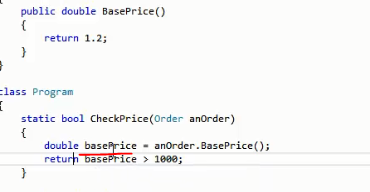 {
public double BasePrice()
{
return 1.2;
}
}
class Program
{
static bool CheckPrice(Order anOrder)
{
double basePrice = anOrder.BasePrice();
return basePrice > 1000;
}